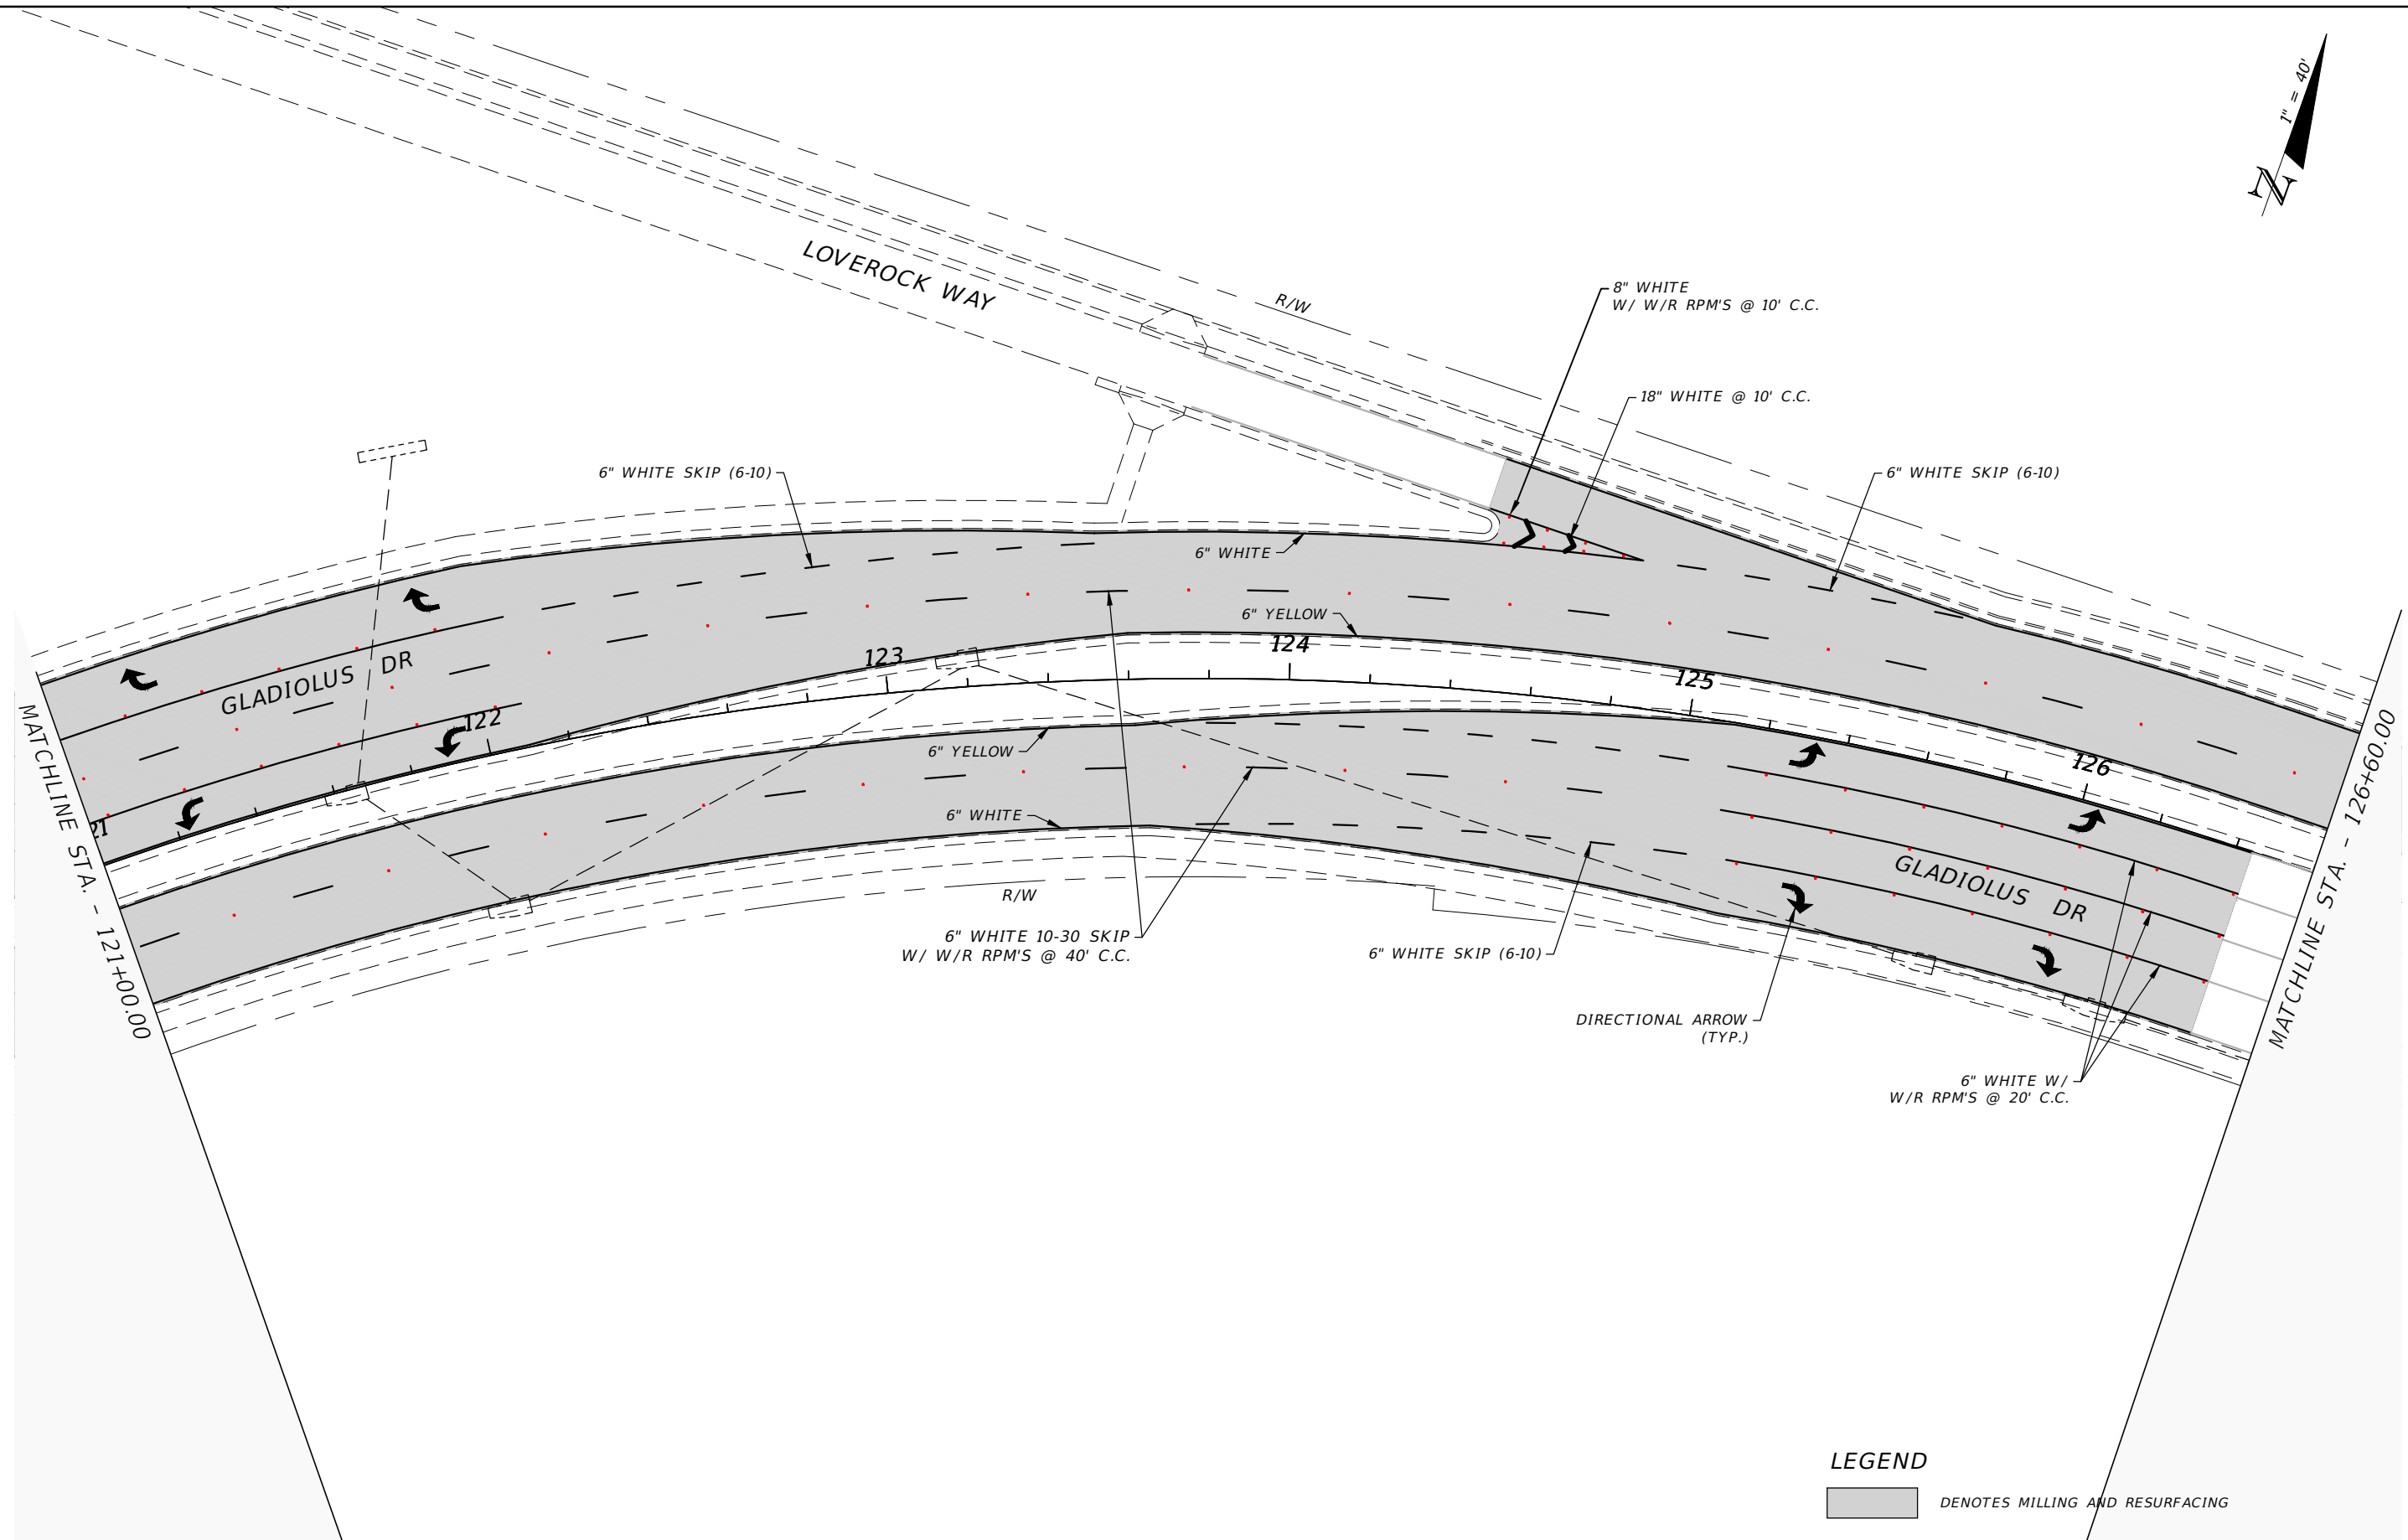 1" = 40'
N
LOVEROCK WAY
R/W
8" WHITE
W/ W/R RPM'S @ 10' C.C.
18" WHITE @ 10' C.C.
6" WHITE SKIP (6-10)
6" WHITE SKIP (6-10)
6" WHITE
6" YELLOW
GLADIOLUS DR
21
122
123
124
125
126
6" YELLOW
6" WHITE
R/W
6" WHITE 10-30 SKIP
W/ W/R RPM'S @ 40' C.C.
6" WHITE SKIP (6-10)
GLADIOLUS DR
DIRECTIONAL ARROW
(TYP.)
6" WHITE W/
W/R RPM'S @ 20' C.C.
MATCHLINE STA. - 121+00.00
MATCHLINE STA. - 126+60.00
LEGEND
DENOTES MILLING AND RESURFACING